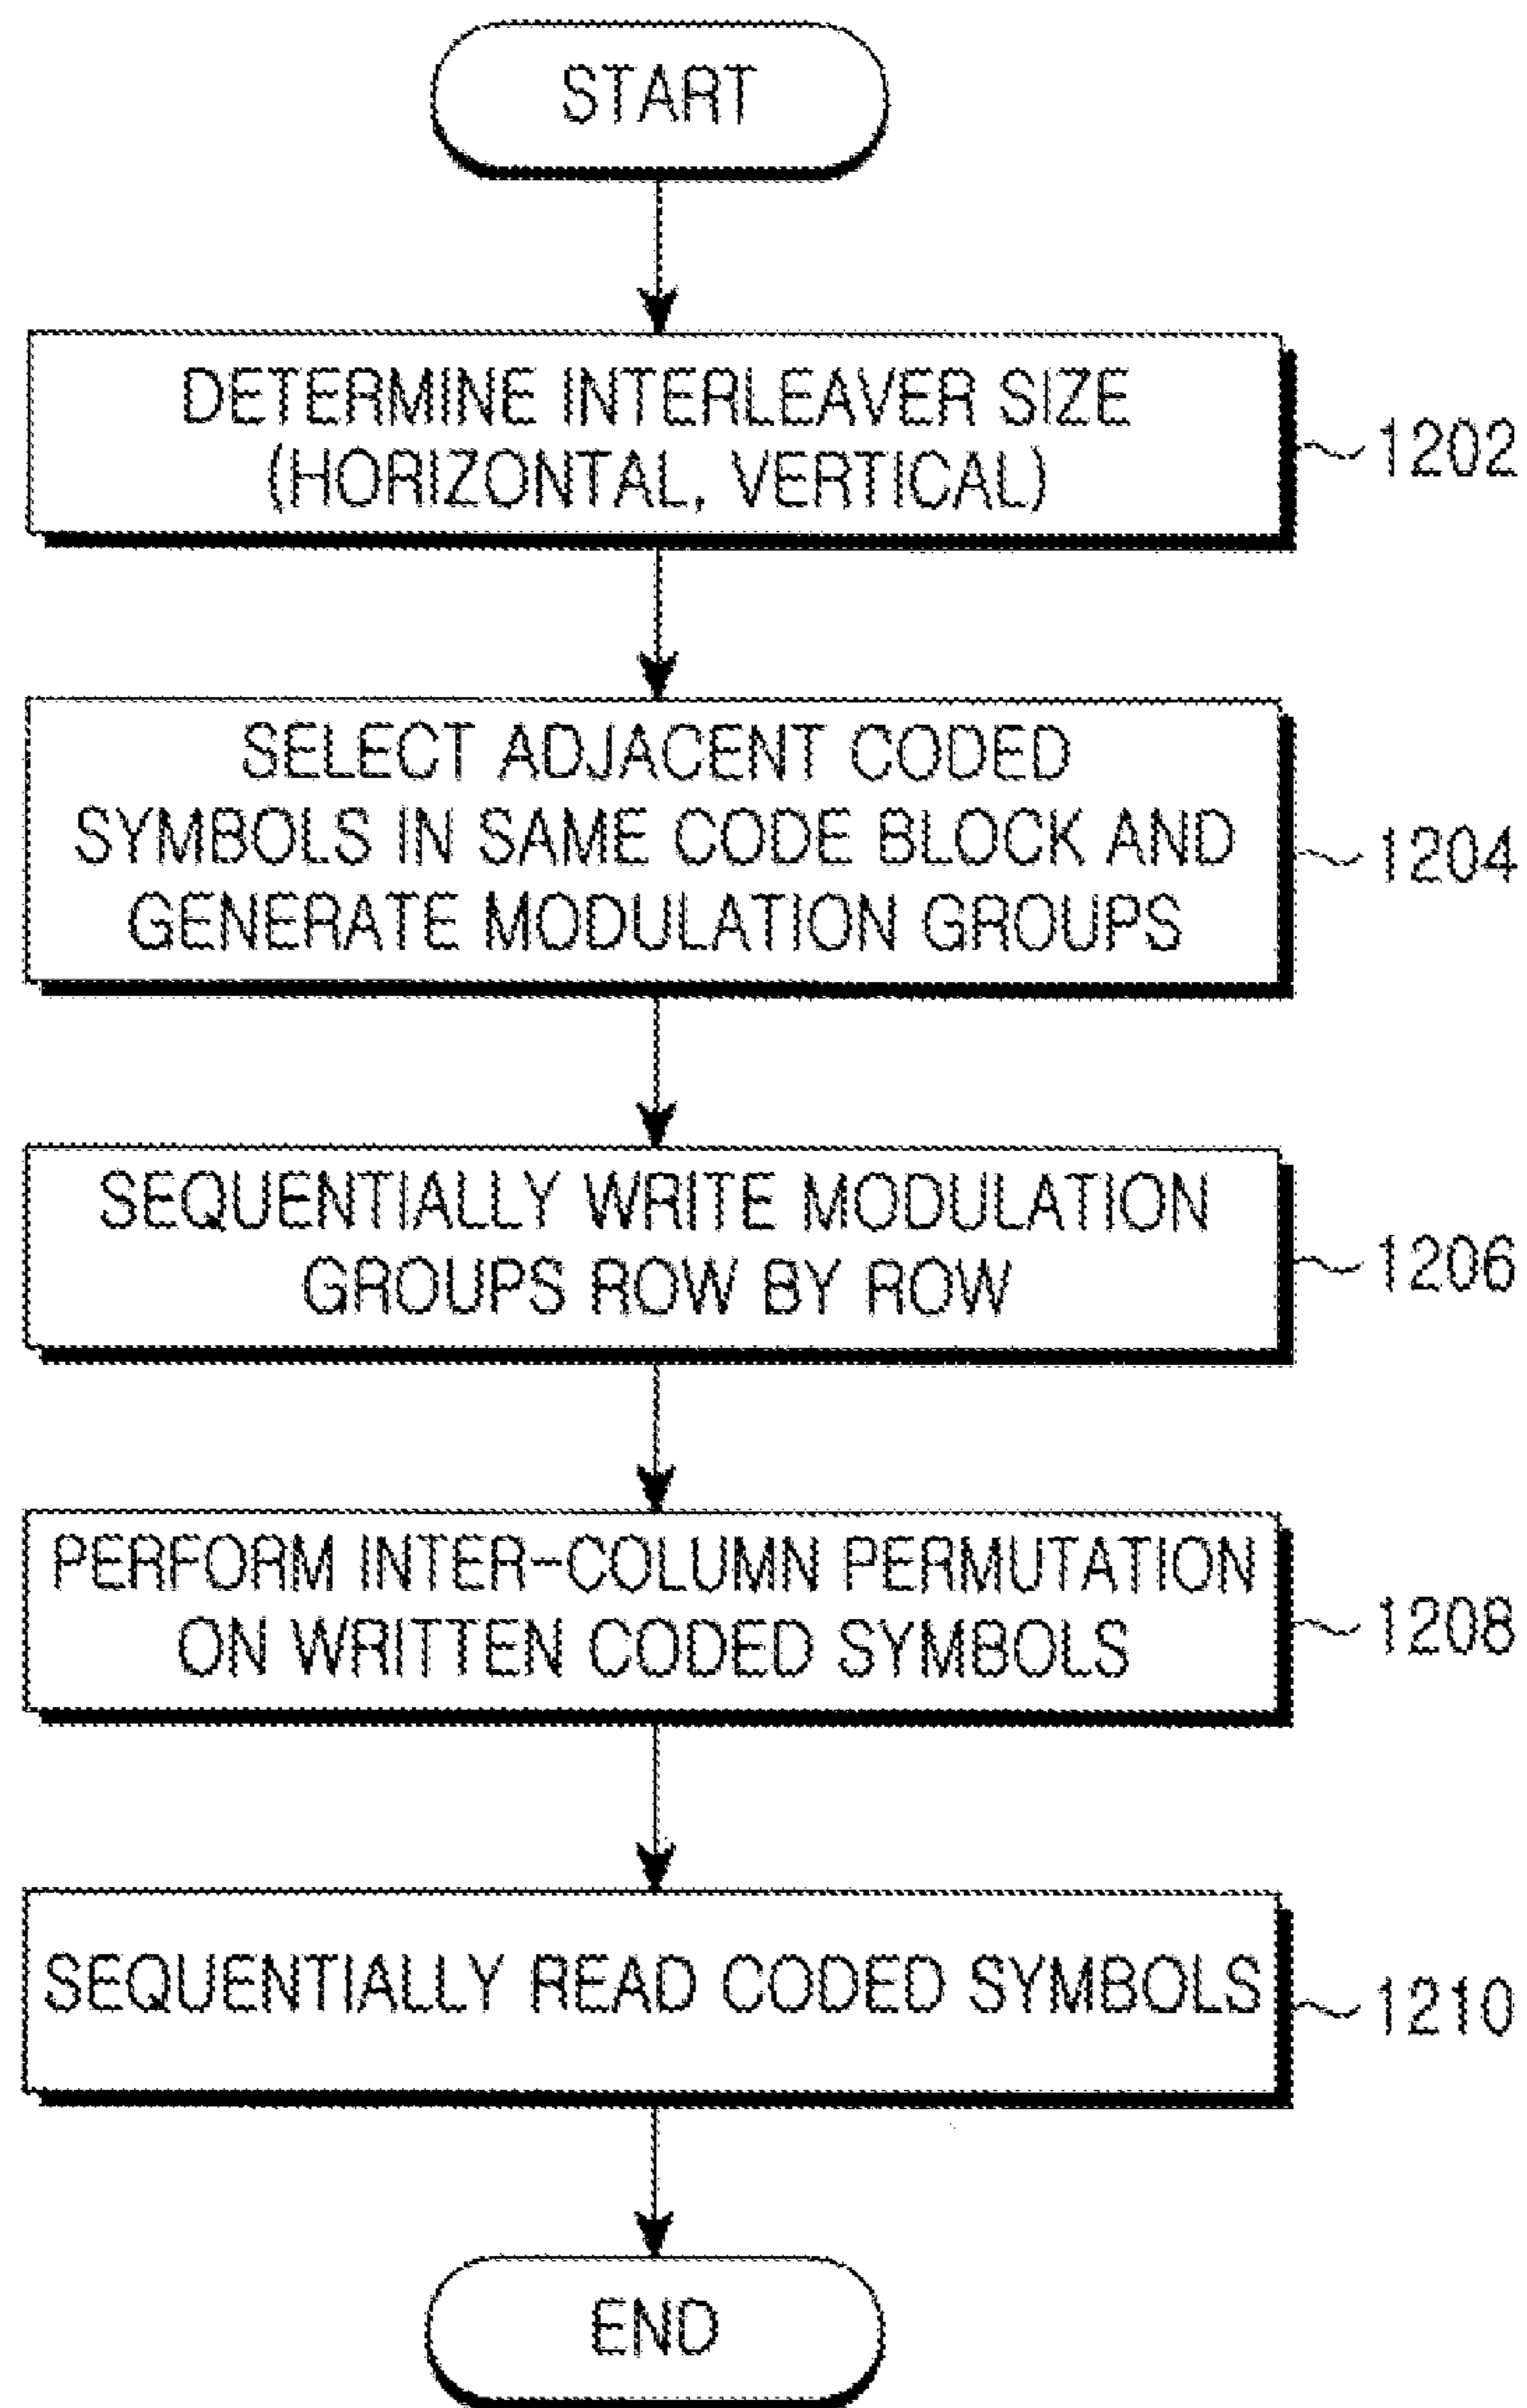 START
DETERMINE INTERLEAVER SIZE
(HORIZONTAL, VERTICAL)
1202
SELECT ADJACENT CODED
SYMBOLS IN SAME CODE BLOCK AND
GENERATE MODULATION GROUPS
1204
SEQUENTIALLY WRITE MODULATION
GROUPS ROW BY ROW
1206
PERFORM INTER-COLUMN PERMUTATION
ON WRITTEN CODED SYMBOLS
1208
SEQUENTIALLY READ CODED SYMBOLS
1210
END